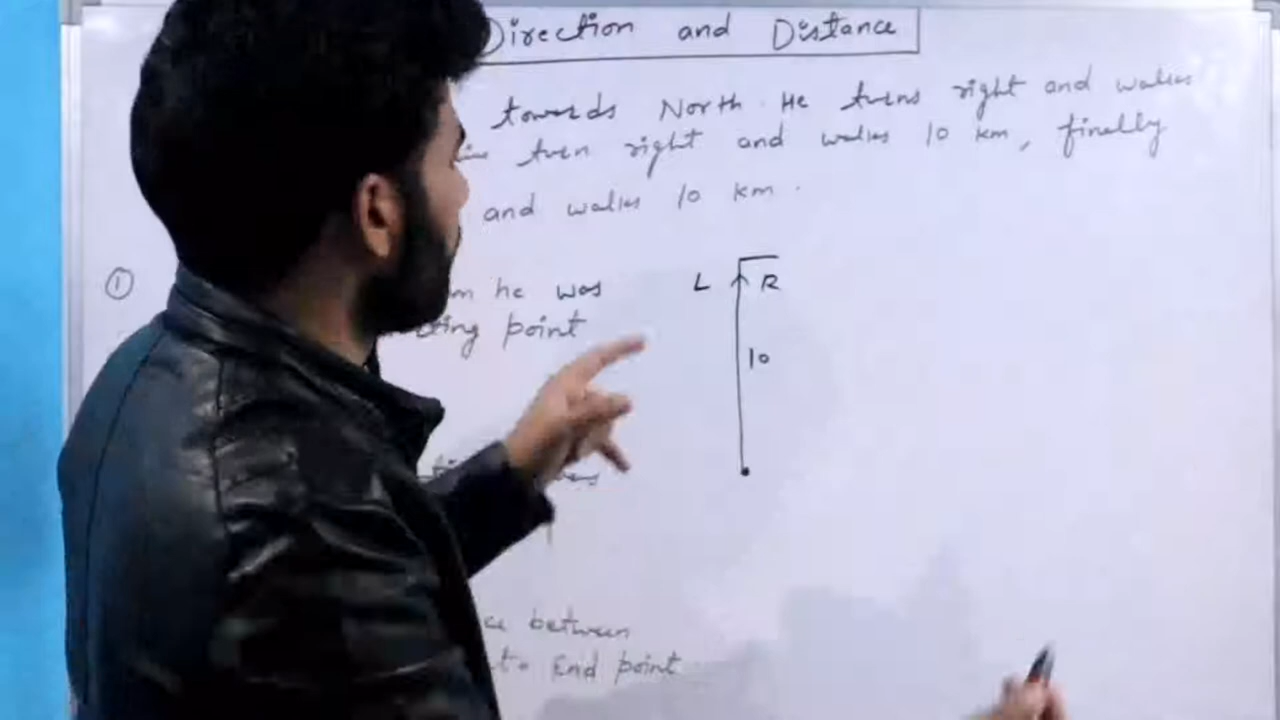 Direction and Distance
towards North. He turns right and walks
turn right and walks 10 km, finally
and walks 10 km.
① he was
point
L R
10
between
to End point